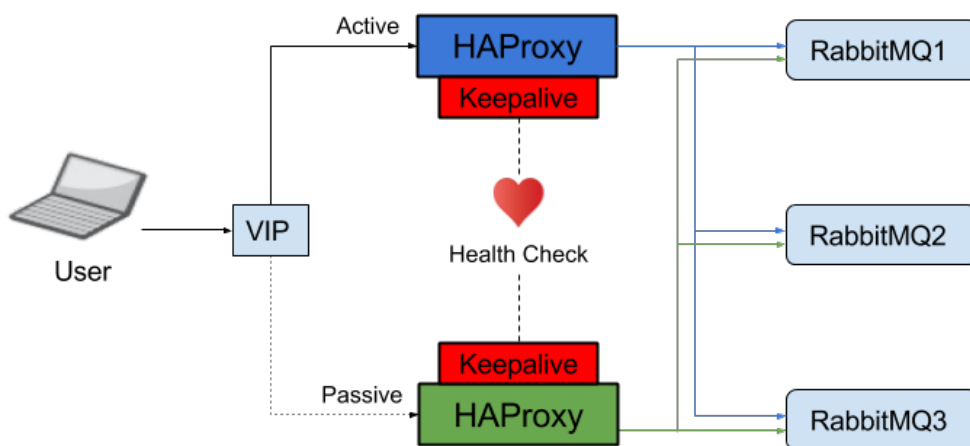 Active
HAProxy
Keepalive
RabbitMQ1
VIP
User
Health Check
RabbitMQ2
Keepalive
Passive
HAProxy
RabbitMQ3